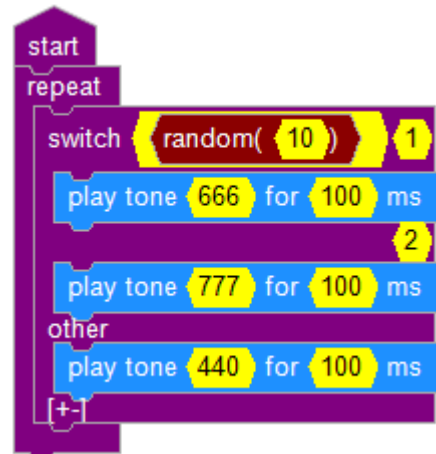 start
repeat
switch random( 10 ) 1
play tone 666 for 100 ms
2
play tone 777 for 100 ms
other
play tone 440 for 100 ms
[+-]